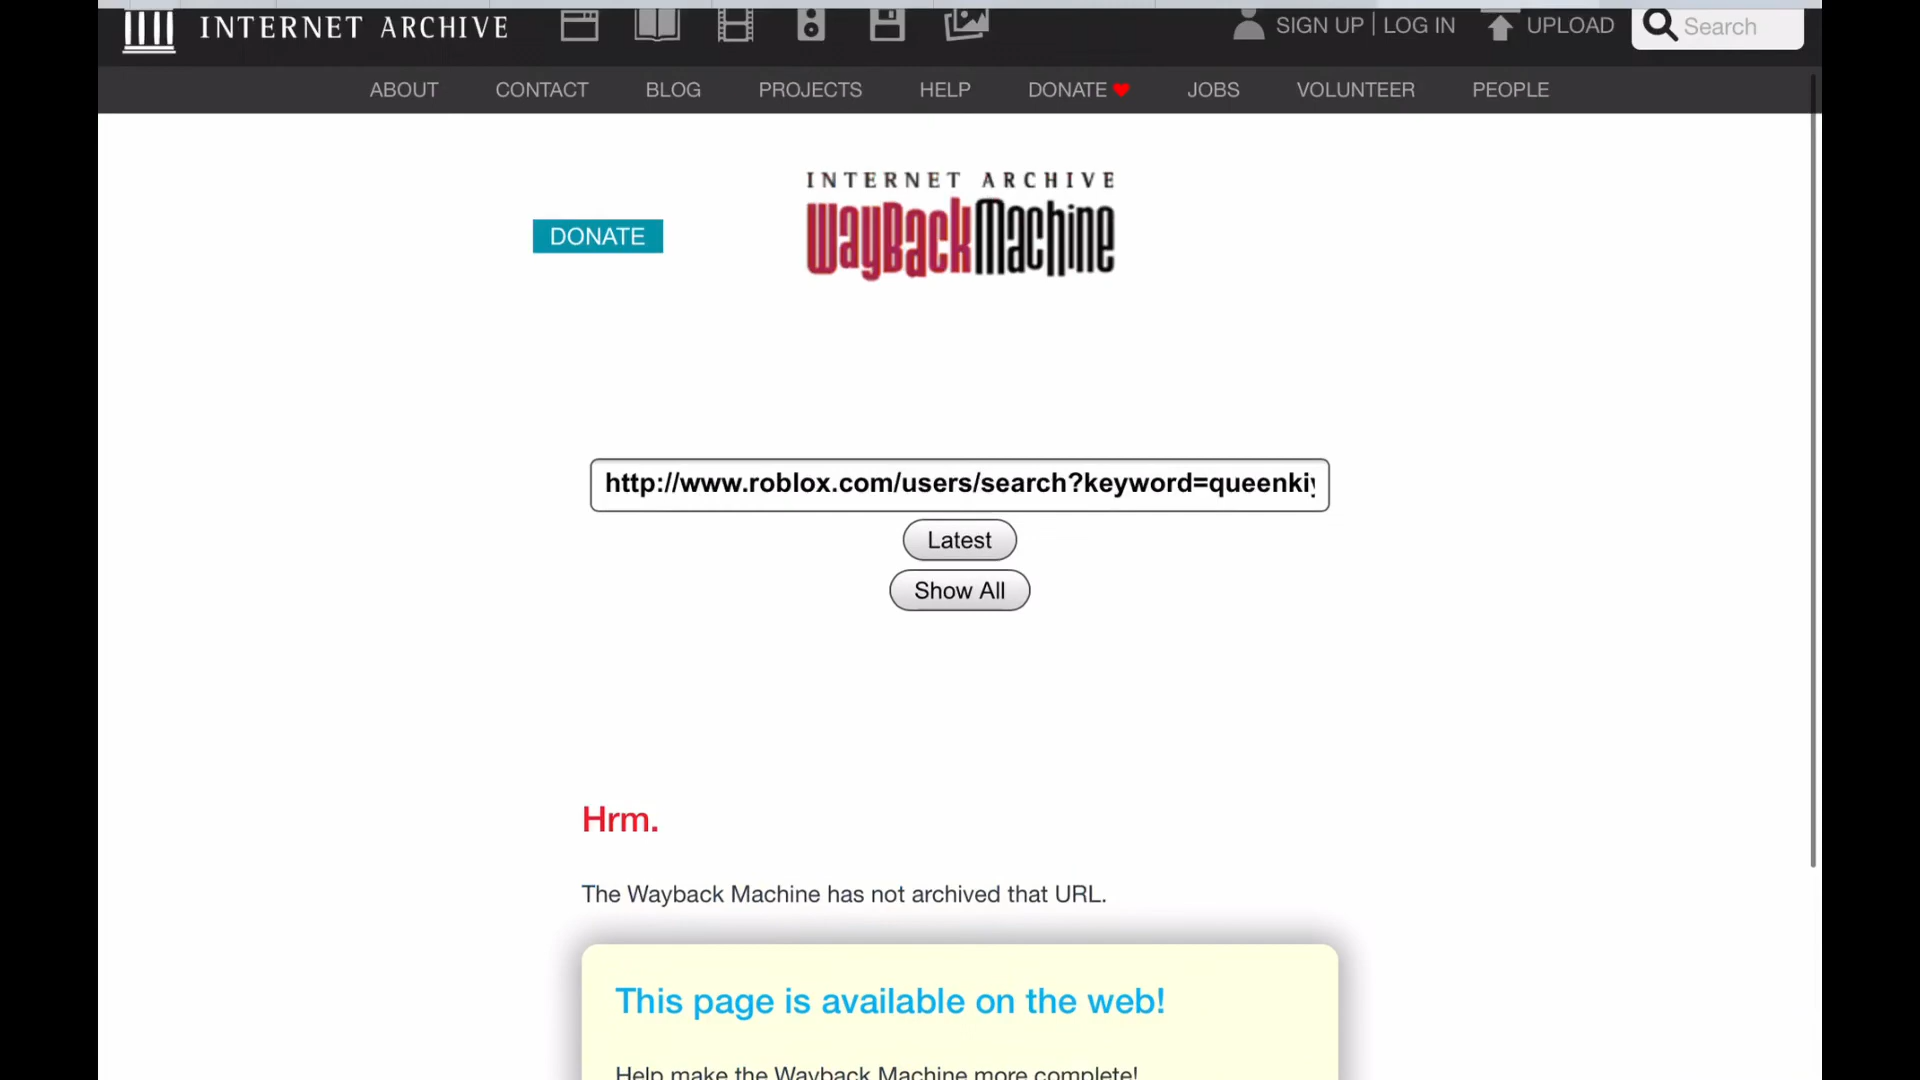 INTERNET ARCHIVE
SIGN UP | LOG IN
UPLOAD
Search
ABOUT CONTACT BLOG PROJECTS HELP DONATE JOBS VOLUNTEER PEOPLE
INTERNET ARCHIVE
WayBackMachine
DONATE
http://www.roblox.com/users/search?keyword=queenki
Latest
Show All
Hrm.
The Wayback Machine has not archived that URL.
This page is available on the web!
Help make the Wayback Machine more complete!